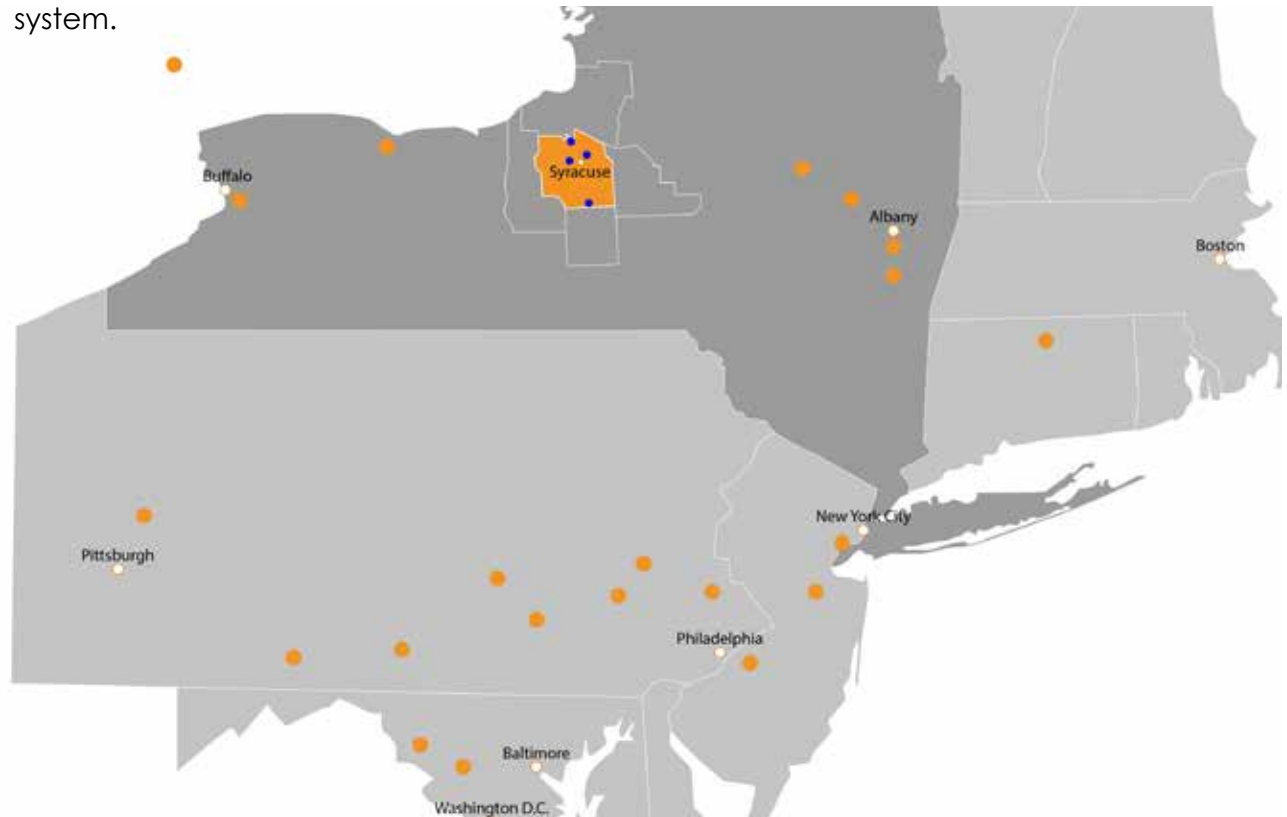 system.
Buffalo
Syracuse
Albany
Boston
New York City
Pittsburgh
Philadelphia
Baltimore
Washington D.C.